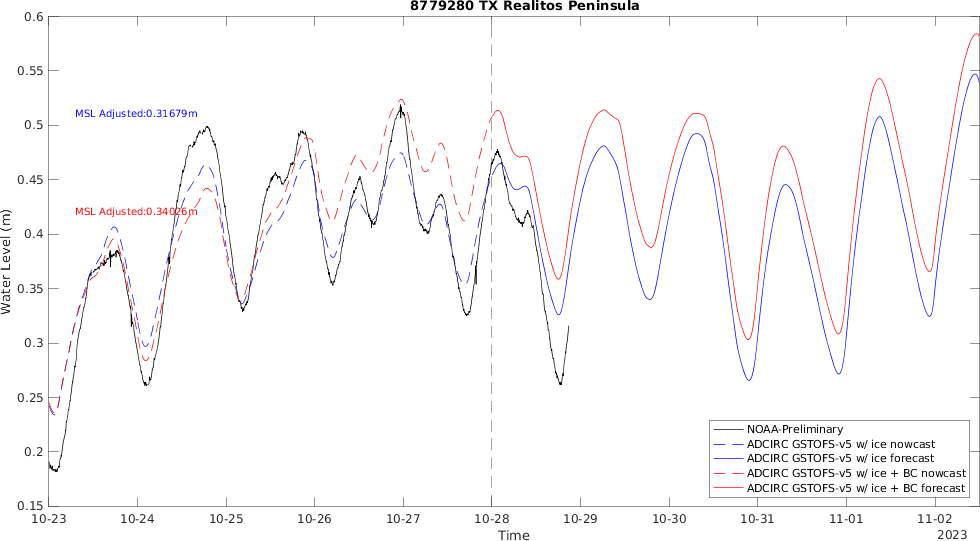 8779280 TX Realitos Peninsula
0.6
0.55
0.5
0.45
0.4
0.35
0.3
0.25
0.2
0.15
Water Level (m)
MSL Adjusted:0.31679m
MSL Adjusted:0.34026m
NOAA-Preliminary
ADCIRC GSTOFS-v5 w/ ice nowcast
ADCIRC GSTOFS-v5 w/ ice forecast
ADCIRC GSTOFS-v5 w/ ice + BC nowcast
ADCIRC GSTOFS-v5 w/ ice + BC forecast
10-23 10-24 10-25 10-26 10-27 10-28 10-29 10-30 10-31 11-01 11-02
Time
2023